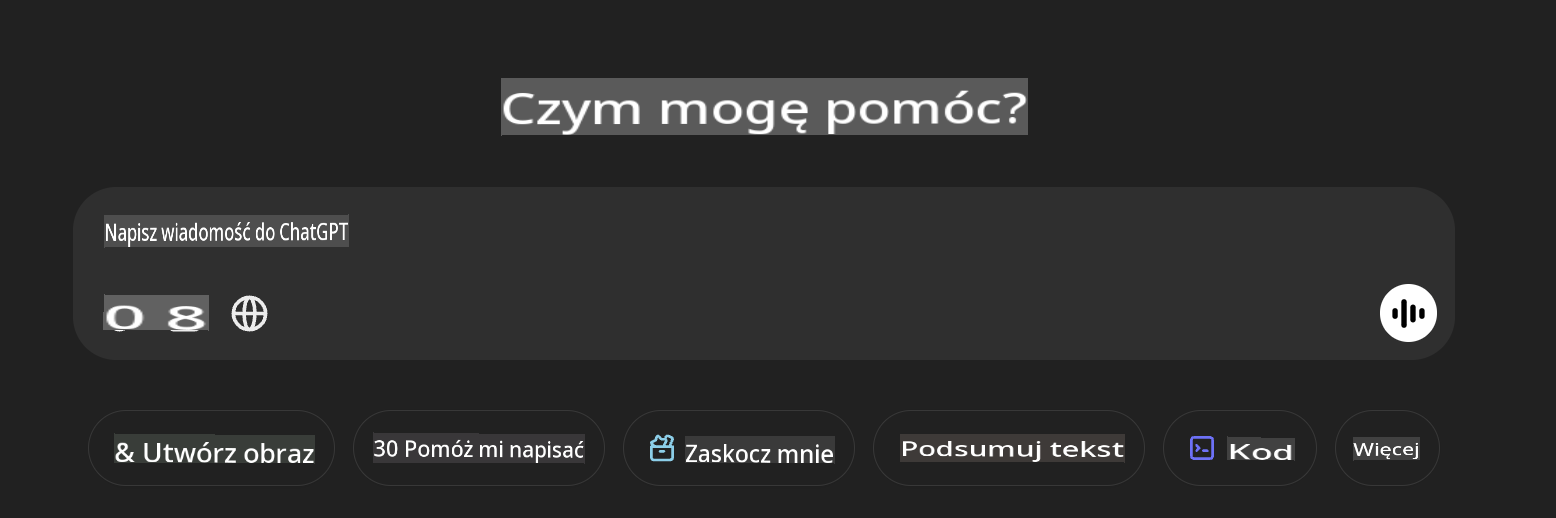 Czym mogę pomóc?
Napisz wiadomość do ChatGPT
0 8
& Utwórz obraz
30 Pomóż mi napisać
Zaskocz mnie
Podsumuj tekst
Kod
Więcej